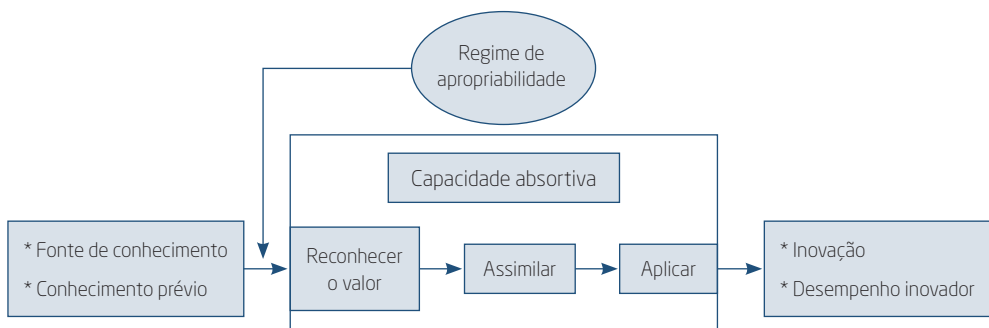 Regime de
apropriabilidade
Capacidade absortiva
* Fonte de conhecimento
* Conhecimento prévio
Reconhecer
o valor
Assimilar
Aplicar
* Inovação
* Desempenho inovador